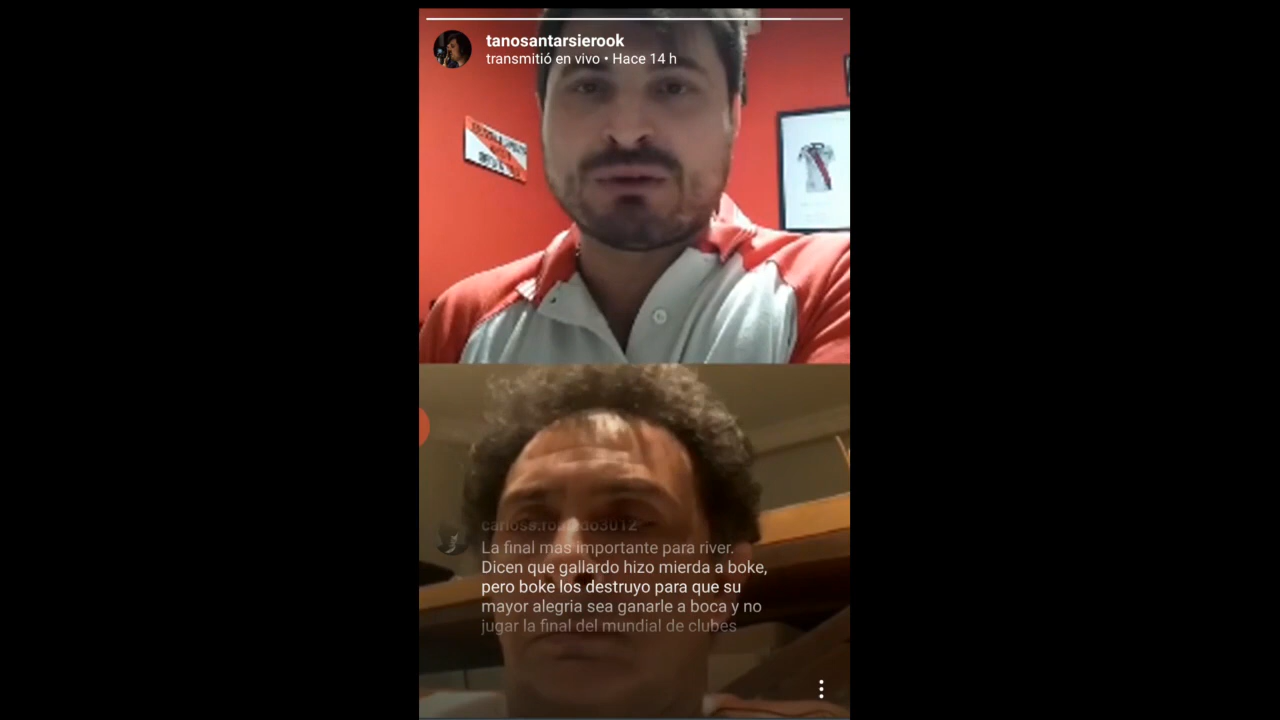 tanosantarsierook
transmitió en vivo • Hace 14 h
La final mas importante para river.
Dicen que gallardo hizo mierda a boke,
pero boke los destruyo para que su
mayor alegria sea ganarle a boca y no
jugar la final del mundial de clubes